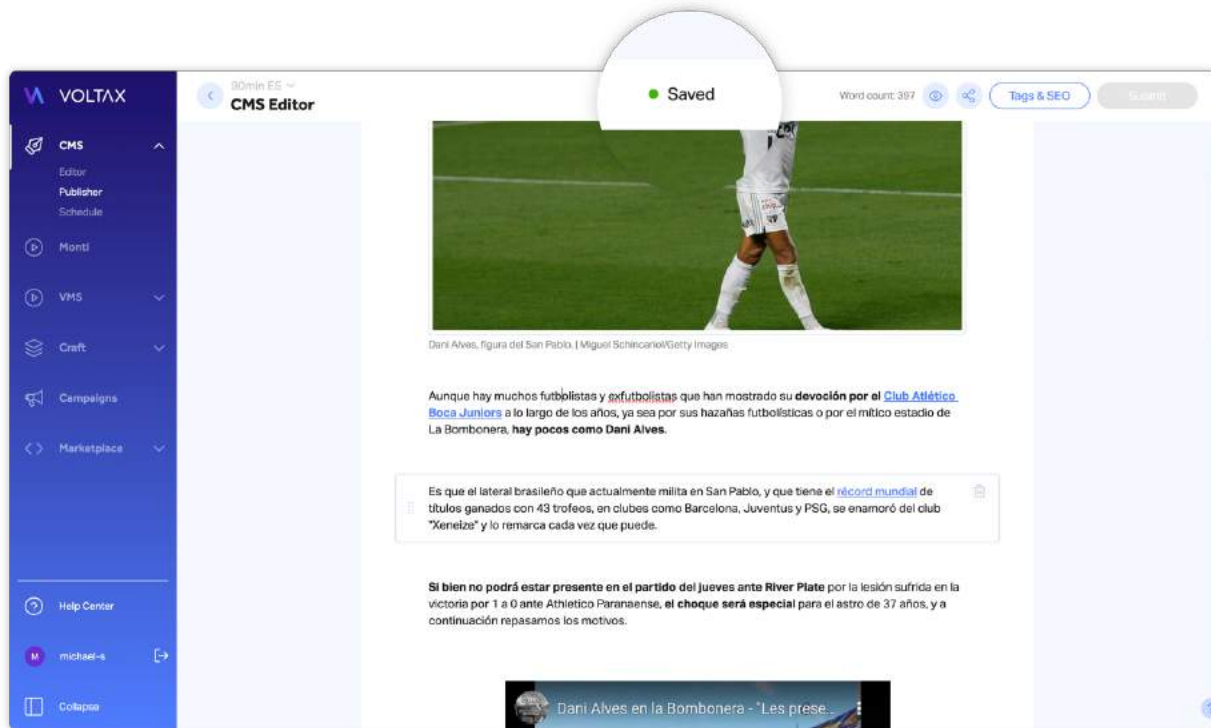 Saved
VOLTAX
90min ES
CMS Editor
Word count: 397
Tags & SEO
Submit
CMS
Editor
Publisher
Schedule
Monti
VMS
Craft
Campaigns
Marketplace
Help Center
M
michael-s
Collapse
Dani Alves, figura del San Pablo. | Miguel Schincariol/Getty Images
Aunque hay muchos futbolistas y exfutbolistas que han mostrado su devoción por el Club Atlético
Boca Juniors a lo largo de los años, ya sea por sus hazañas futbolísticas o por el mítico estadio de
La Bombonera, hay pocos como Dani Alves.
Es que el lateral brasileño que actualmente milita en San Pablo, y que tiene el récord mundial de
títulos ganados con 43 trofeos, en clubes como Barcelona, Juventus y PSG, se enamoró del club
"Xeneize" y lo remarca cada vez que puede.
Si bien no podrá estar presente en el partido del jueves ante River Plate por la lesión sufrida en la
victoria por 1 a 0 ante Athletico Paranaense, el choque será especial para el astro de 37 años, y a
continuación repasamos los motivos.
Dani Alves en la Bombonera - "Les prese...